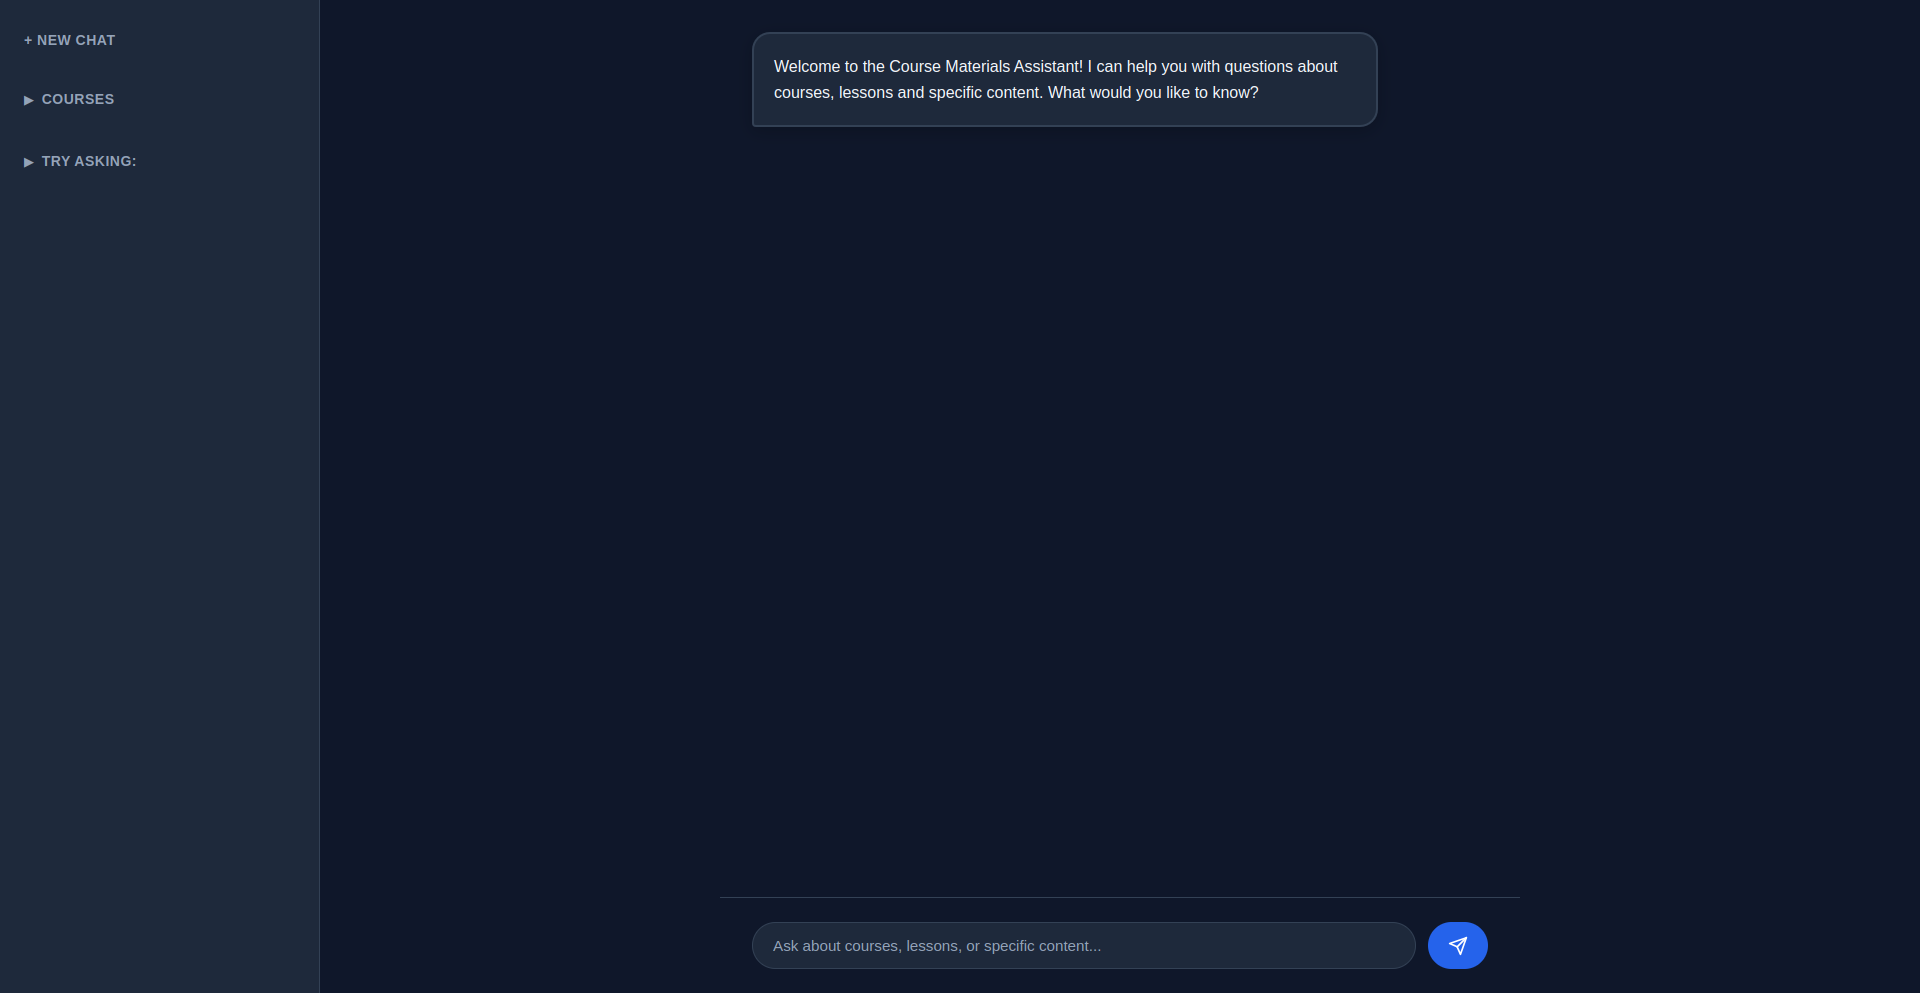 + NEW CHAT
▶ COURSES
▶ TRY ASKING:
Welcome to the Course Materials Assistant! I can help you with questions about
courses, lessons and specific content. What would you like to know?
Ask about courses, lessons, or specific content...